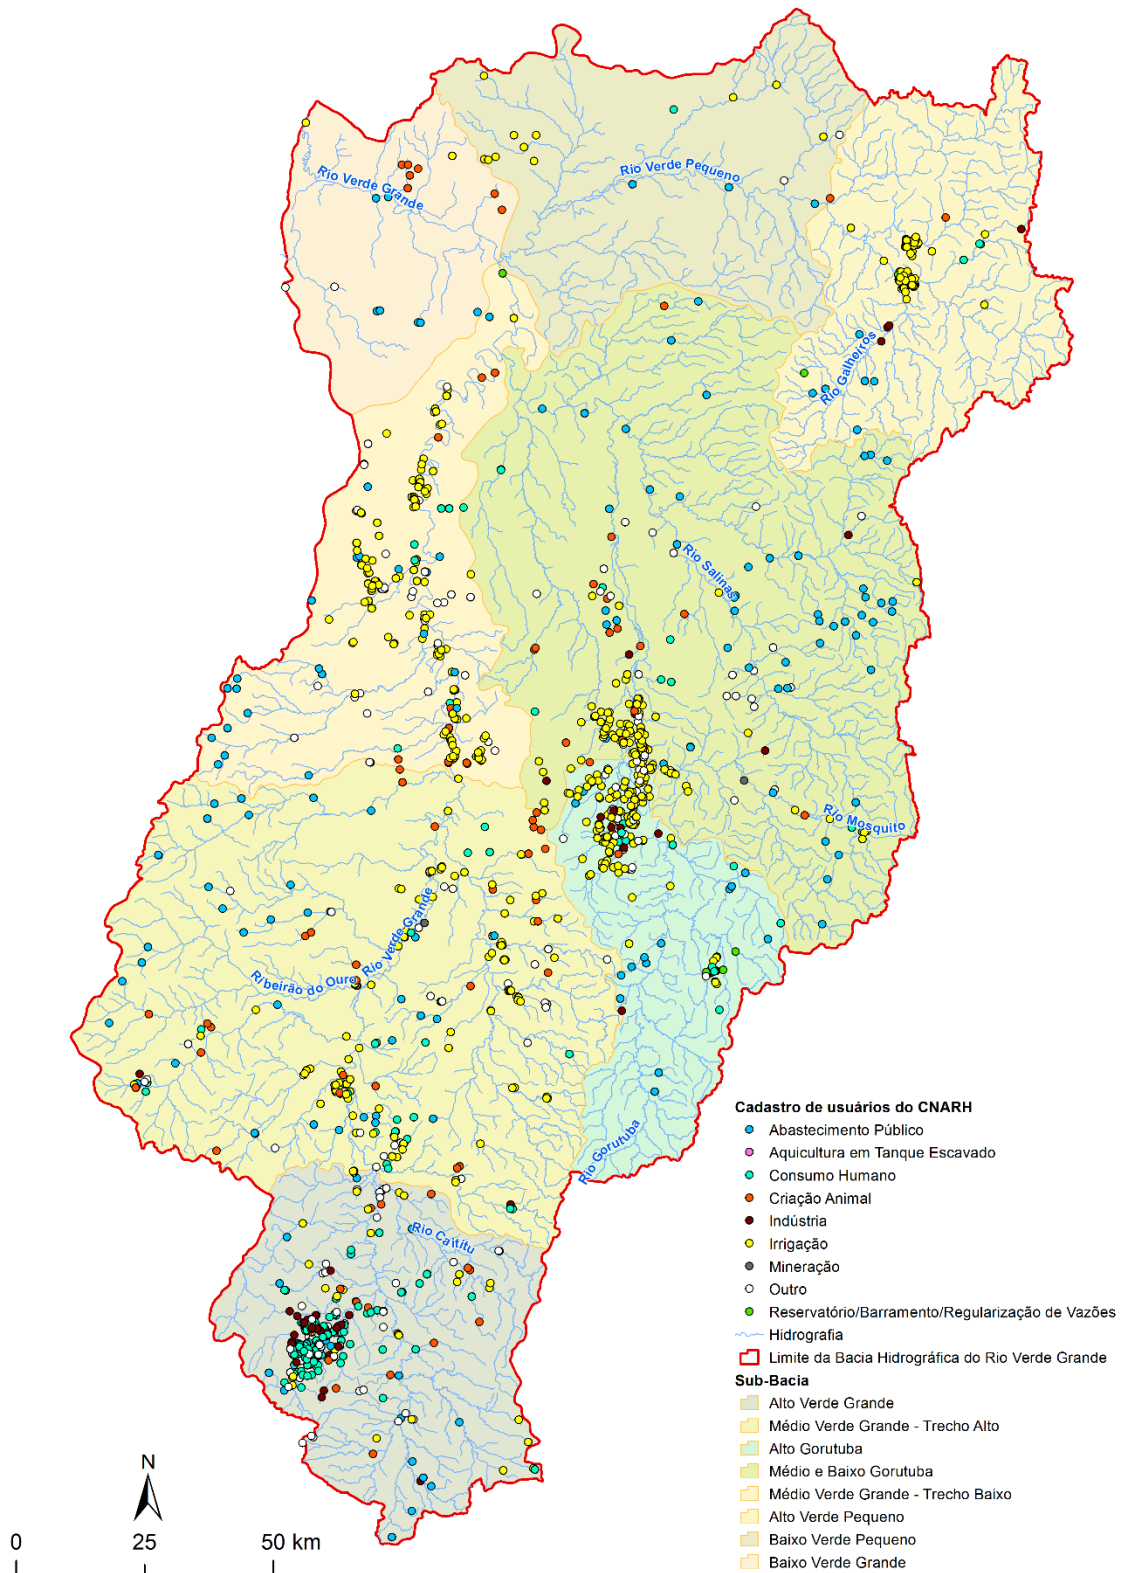 Rio Verde Pequeno
Rio Verde Grande
Rio Galheiros
Rio Salinas
Rio Mosquito
Rio Verde Grande
Ribeirão do Ouro
Rio Gorutuba
Rio Caititu
Cadastro de usuários do CNARH
Abastecimento Público
Aquicultura em Tanque Escavado
Consumo Humano
Criação Animal
Indústria
Irrigação
Mineração
Outro
Reservatório/Barramento/Regularização de Vazões
Hidrografia
Limite da Bacia Hidrográfica do Rio Verde Grande
Sub-Bacia
Alto Verde Grande
Médio Verde Grande - Trecho Alto
Alto Gorutuba
Médio e Baixo Gorutuba
Médio Verde Grande - Trecho Baixo
Alto Verde Pequeno
Baixo Verde Pequeno
Baixo Verde Grande
N
0 25 50 km